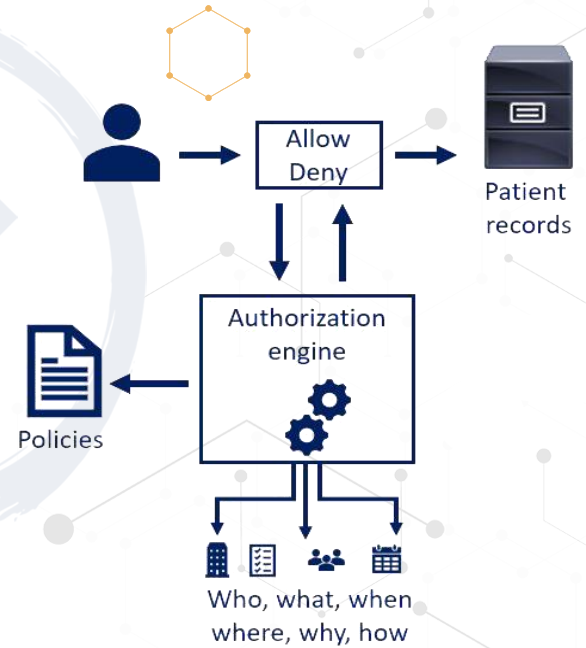 Allow
Deny
Patient
records
Authorization
engine
Policies
Who, what, when
where, why, how